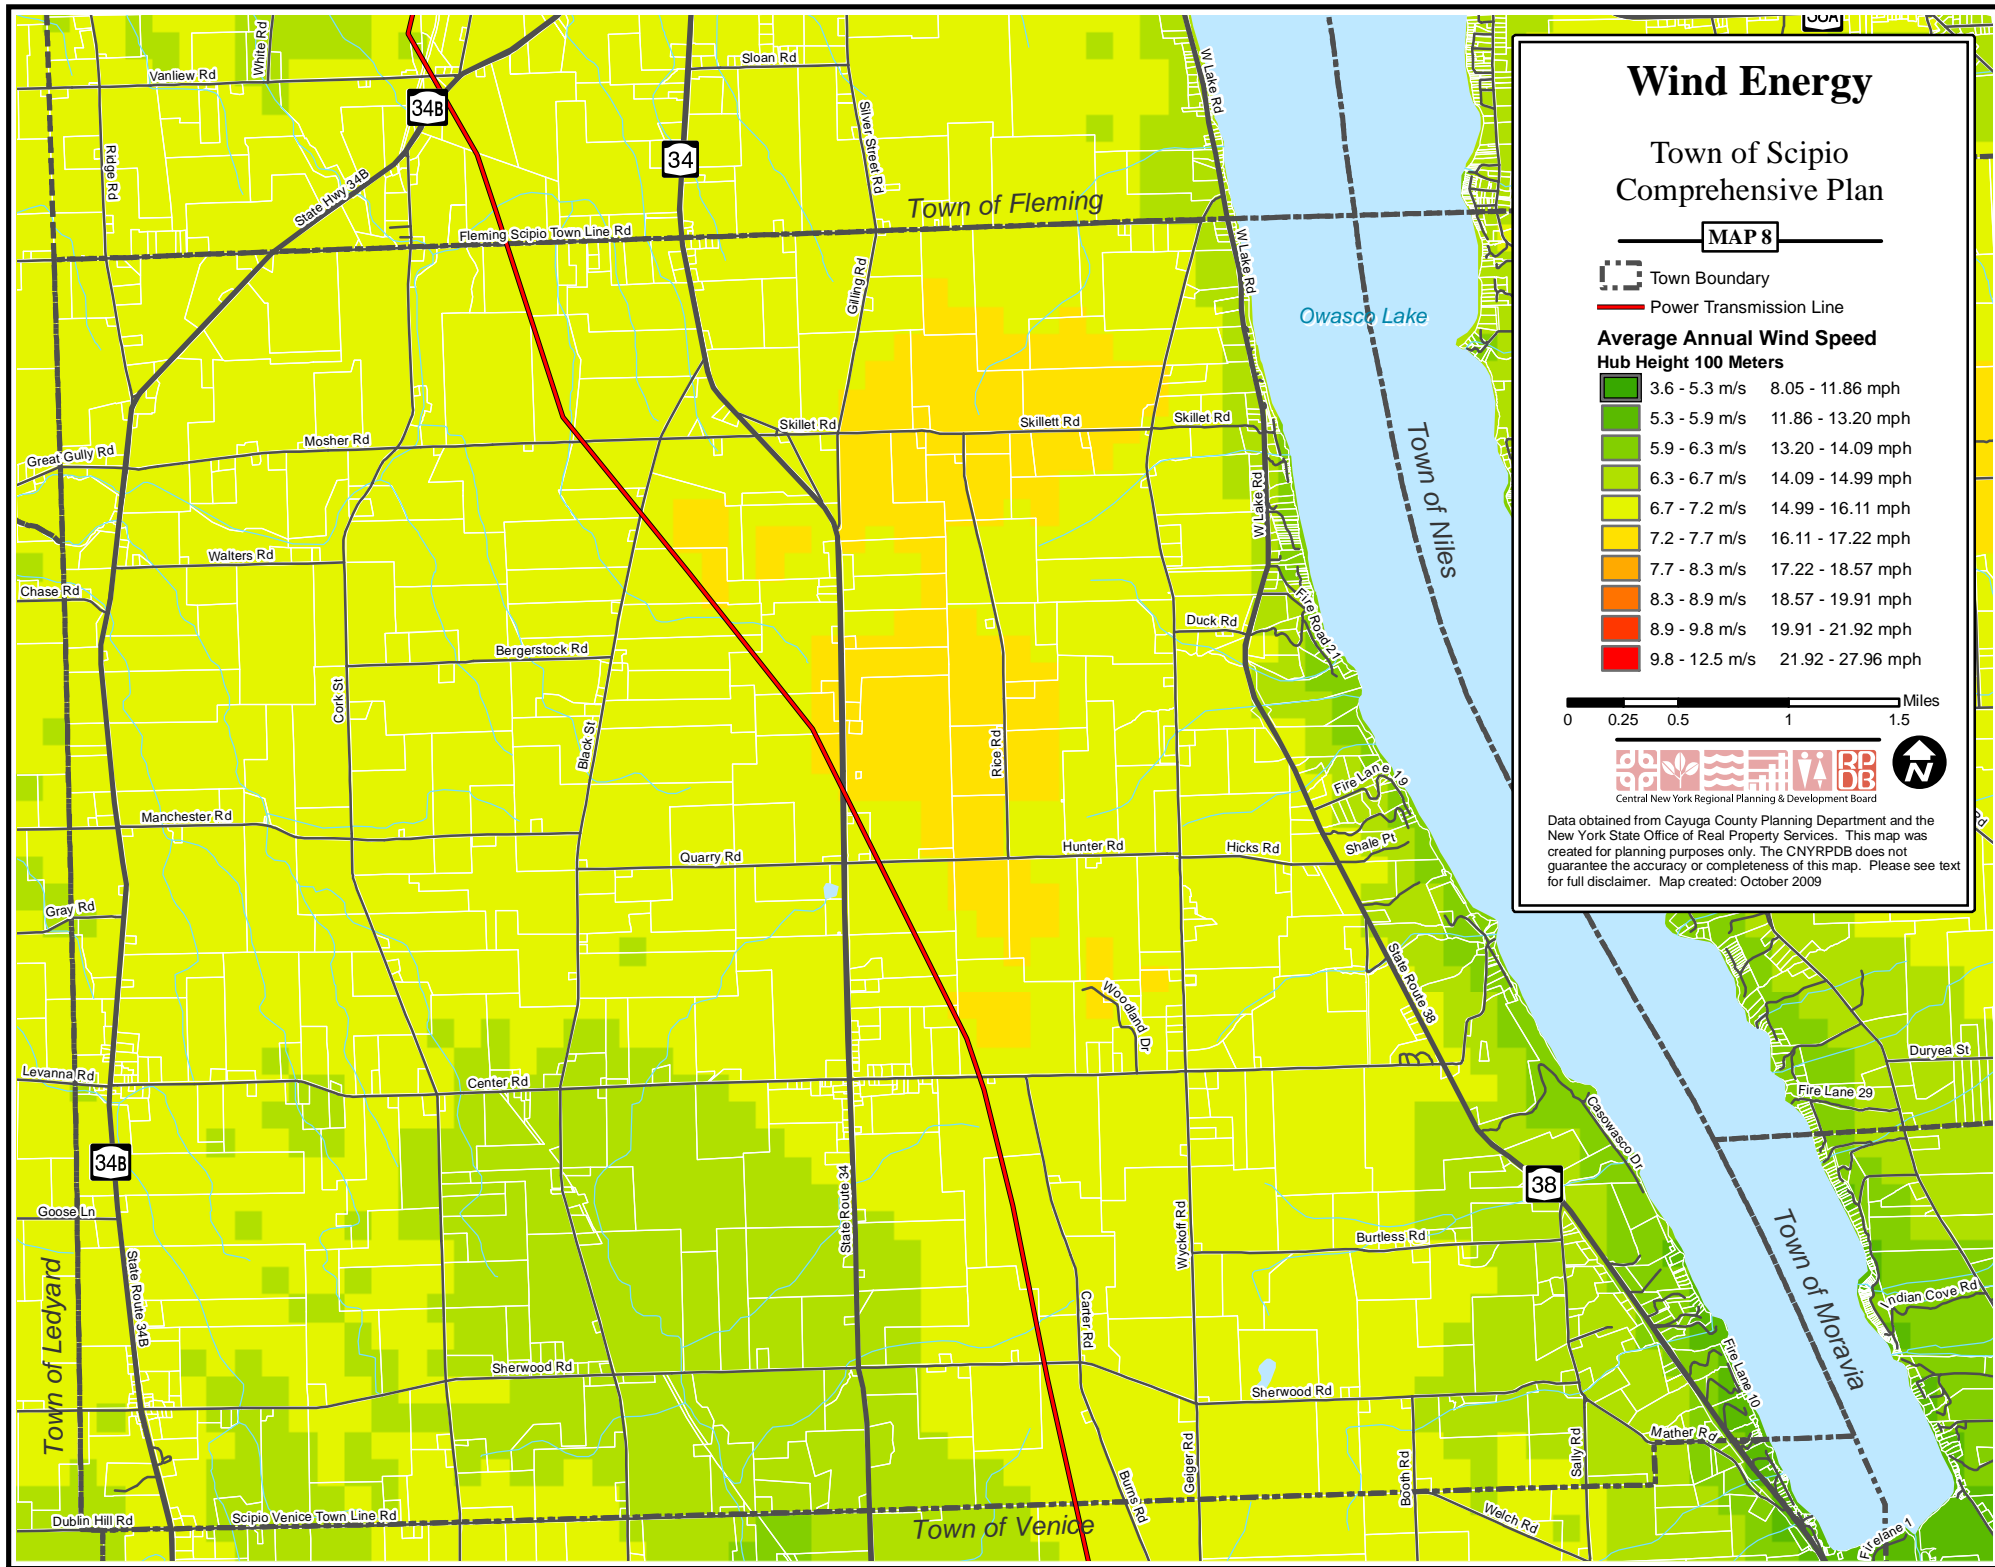 White Rd
Vanliew Rd
34B
Ridge Rd
State Hwy 34B
34
Sloan Rd
Silver Street Rd
W Lake Rd
Town of Fleming
Fleming Scipio Town Line Rd
Gilling Rd
W Lake Rd
Owasco Lake
Great Gully Rd
Mosher Rd
Skillet Rd
Skillett Rd
Skillet Rd
W Lake Rd
Town of Niles
Walters Rd
Chase Rd
Fire Road 21
Duck Rd
Bergerstock Rd
Cork St
Black St
Rice Rd
Fire Lane 19
Manchester Rd
Quarry Rd
Hunter Rd
Hicks Rd
Shale Pt
Gray Rd
State Route 38
Woodland Dr
Levanna Rd
Center Rd
Duryea St
Fire Lane 29
Casowasco Dr
34B
38
Goose Ln
State Route 34
Wyckoff Rd
Burtless Rd
Town of Ledyard
State Route 34B
Carter Rd
Town of Moravia
Indian Cove Rd
Sherwood Rd
Sherwood Rd
Fire Lane 10
Mather Rd
Geiger Rd
Booth Rd
Sally Rd
Burns Rd
Dublin Hill Rd
Scipio Venice Town Line Rd
Town of Venice
Welch Rd
Firelane 1
38A
Wind Energy
Town of Scipio
Comprehensive Plan
MAP 8
Town Boundary
Power Transmission Line
Average Annual Wind Speed
Hub Height 100 Meters
3.6 - 5.3 m/s 8.05 - 11.86 mph
5.3 - 5.9 m/s 11.86 - 13.20 mph
5.9 - 6.3 m/s 13.20 - 14.09 mph
6.3 - 6.7 m/s 14.09 - 14.99 mph
6.7 - 7.2 m/s 14.99 - 16.11 mph
7.2 - 7.7 m/s 16.11 - 17.22 mph
7.7 - 8.3 m/s 17.22 - 18.57 mph
8.3 - 8.9 m/s 18.57 - 19.91 mph
8.9 - 9.8 m/s 19.91 - 21.92 mph
9.8 - 12.5 m/s 21.92 - 27.96 mph
Miles
0 0.25 0.5 1 1.5
RPDB
N
Central New York Regional Planning & Development Board
Data obtained from Cayuga County Planning Department and the
New York State Office of Real Property Services. This map was
created for planning purposes only. The CNYRPDB does not
guarantee the accuracy or completeness of this map. Please see text
for full disclaimer. Map created: October 2009
Rd